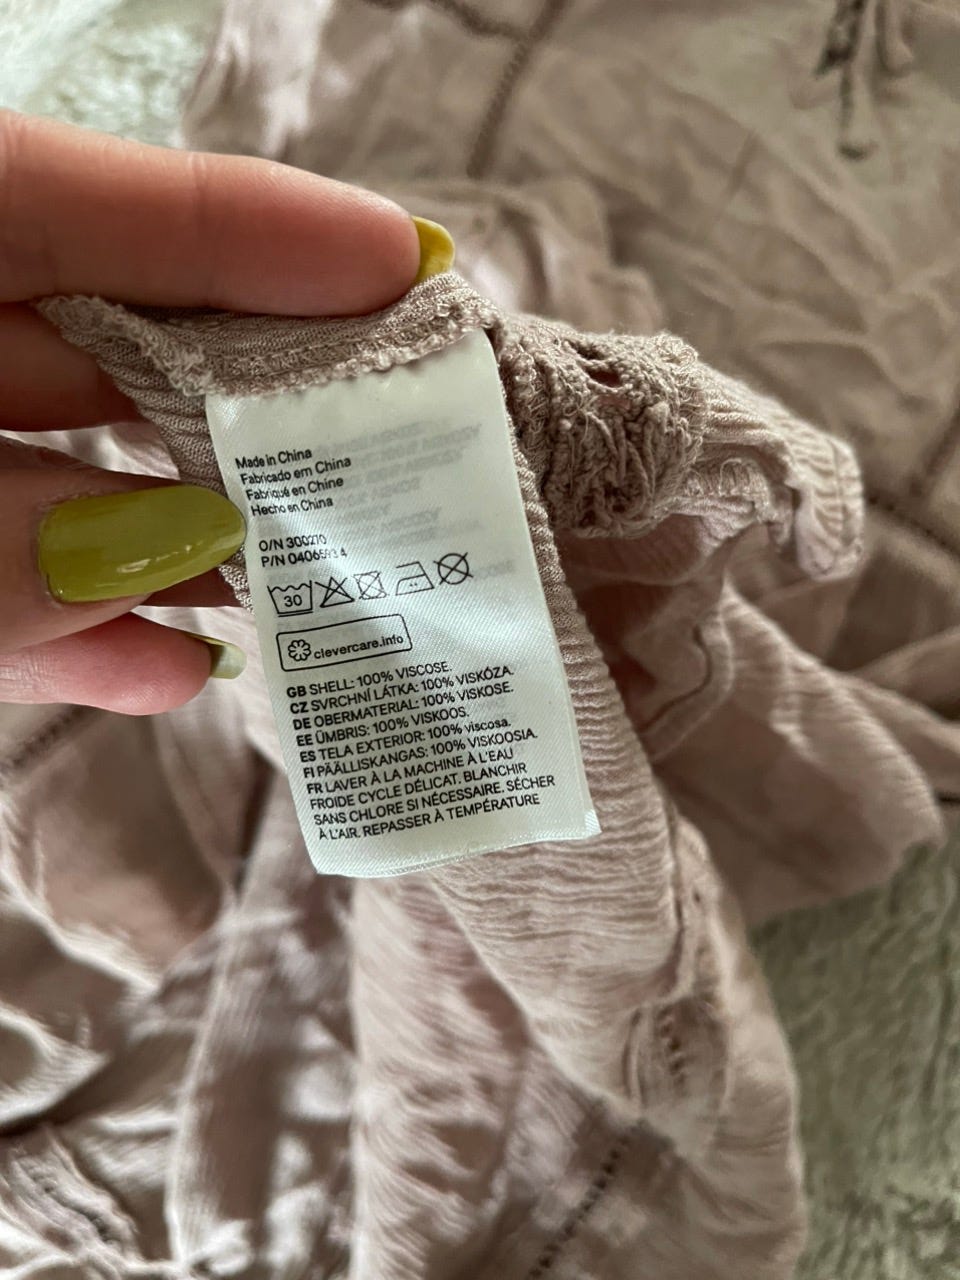 Made in China
Fabricado em China
Fabriqué en Chine
Hecho en China
O/N 300270
P/N
30
clevercare.info
GB SHELL: 100% VISCOSE.
CZ SVRCHNÍ LÁTKA: 100% VISKÓZA.
DE OBERMATERIAL: 100% VISKOSE.
EE ÜMBRIS: 100% VISKOOS.
ES TELA EXTERIOR: 100% viscosa.
FI PÄÄLLISKANGAS: 100% VISKOOSIA.
FR LAVER À LA MACHINE À L'EAU
FROIDE CYCLE DÉLICAT. BLANCHIR
SANS CHLORE SI NÉCESSAIRE. SÉCHER
À L'AIR. REPASSER À TEMPÉRATURE